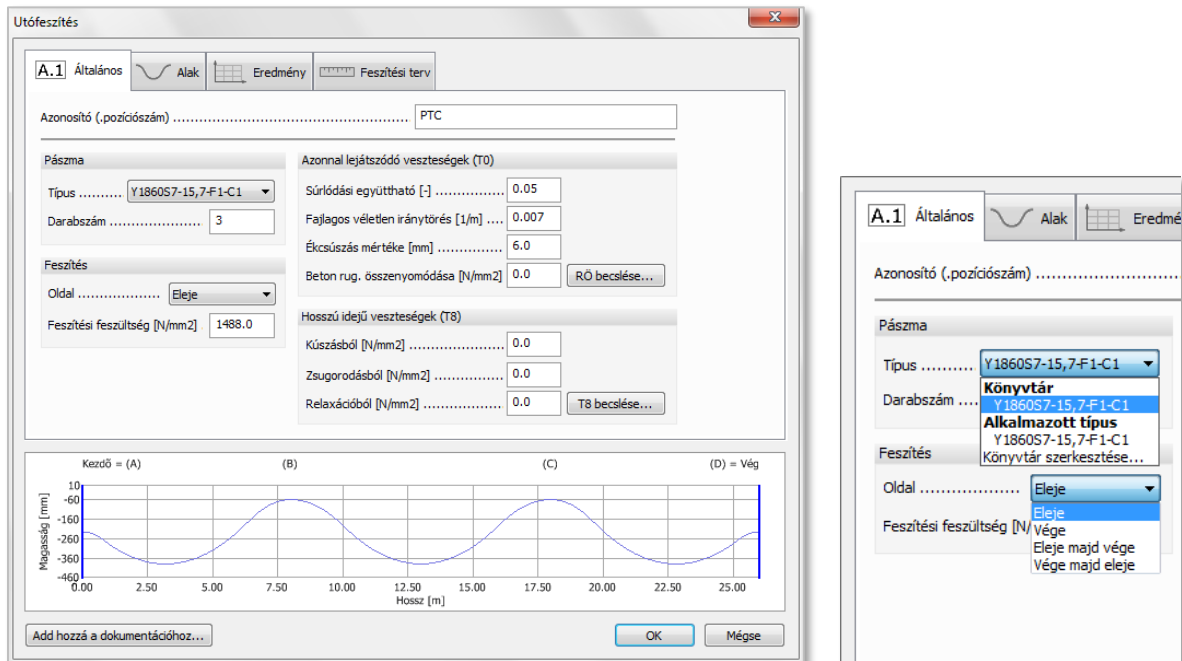 Utófeszítés
A.1 Általános Alak Eredmény Feszítési terv
Azonosító (.pozíciószám) ...................................................... PTC
Pászma
Típus .......... Y1860S7-15,7-F1-C1
Darabszám ..................... 3
Feszítés
Oldal ................... Eleje
Feszítési feszültség [N/mm2] . 1488.0
Azonnal lejátszódó veszteségek (T0)
Súrlódási együttható [-] ................ 0.05
Fajlagos véletlen iránytörés [1/m] .... 0.007
Ékcsúszás mértéke [mm] ............... 6.0
Beton rug. összenyomódása [N/mm2] 0.0 RÖ becslése...
Hosszú idejű veszteségek (T8)
Kúszásból [N/mm2] ...................... 0.0
Zsugorodásból [N/mm2] ................. 0.0
Relaxációból [N/mm2] .................. 0.0 T8 becslése...
Kezdő = (A) (B) (C) (D) = Vég
Magasság [mm]
10
-60
-160
-260
-360
-460
0.00 2.50 5.00 7.50 10.00 12.50 15.00 17.50 20.00 22.50 25.00
Hossz [m]
Add hozzá a dokumentációhoz... OK Mégse
A.1 Általános Alak Eredmé
Azonosító (.pozíciószám) .................................
Pászma
Típus .......... Y1860S7-15,7-F1-C1
Könyvtár
Y1860S7-15,7-F1-C1
Darabszám ....
Alkalmazott típus
Y1860S7-15,7-F1-C1
Könyvtár szerkesztése...
Feszítés
Oldal ................... Eleje
Eleje
Feszítési feszültség [N/
Vége
Eleje majd vége
Vége majd eleje